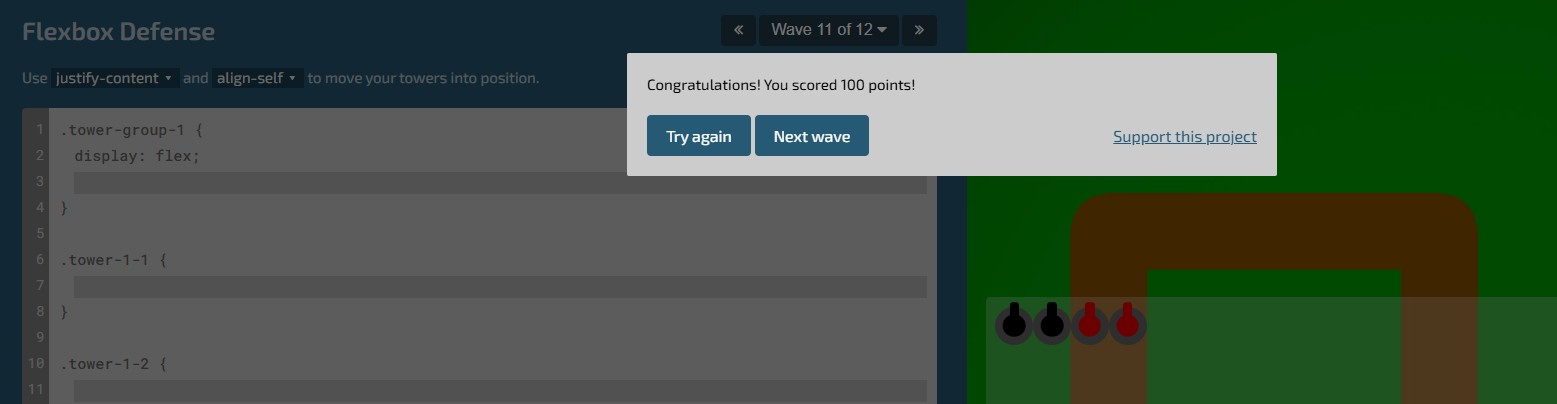 Flexbox Defense
« Wave 11 of 12 »
Use justify-content and align-self to move your towers into position.
Congratulations! You scored 100 points!
Try again Next wave Support this project
1 .tower-group-1 {
2 display: flex;
3
4 }
5
6 .tower-1-1 {
7
8 }
9
10 .tower-1-2 {
11